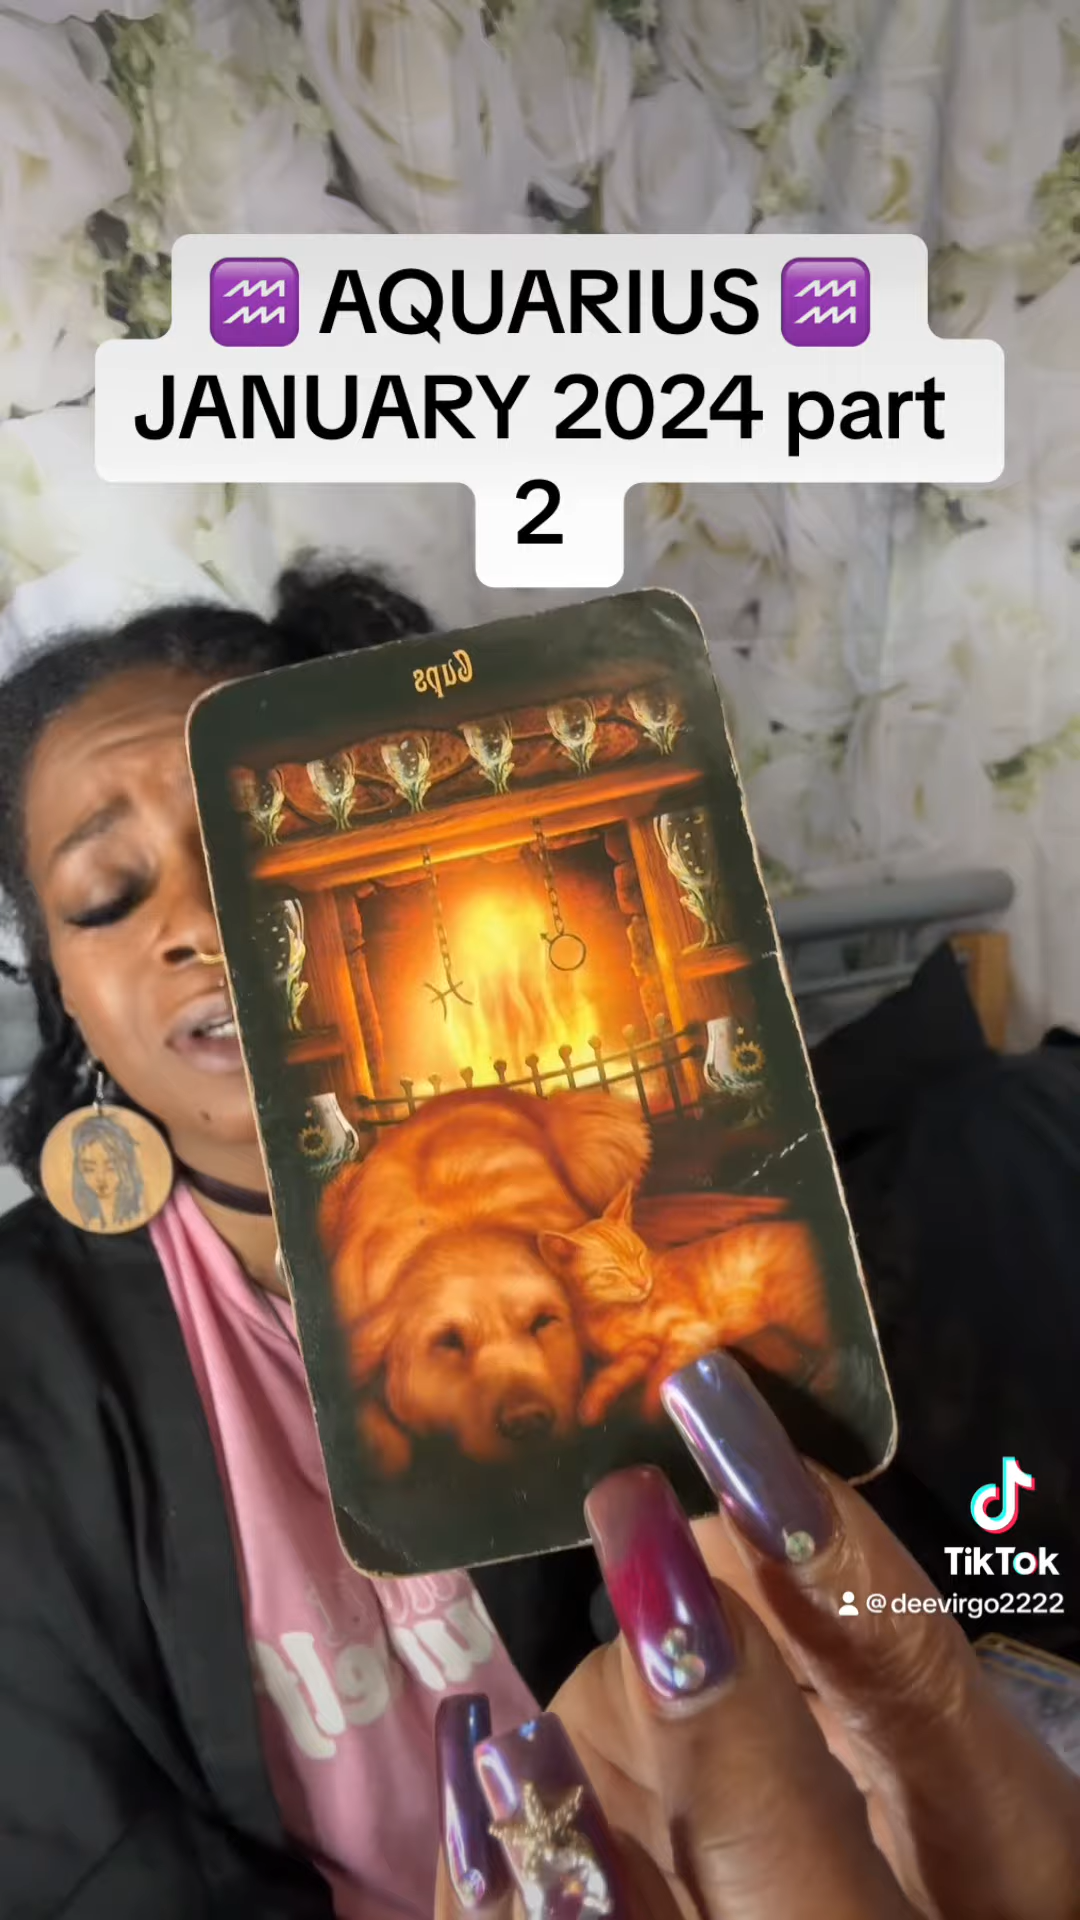 ♒ AQUARIUS ♒
JANUARY 2024 part
2
Cups
TikTok
@deevirgo2222